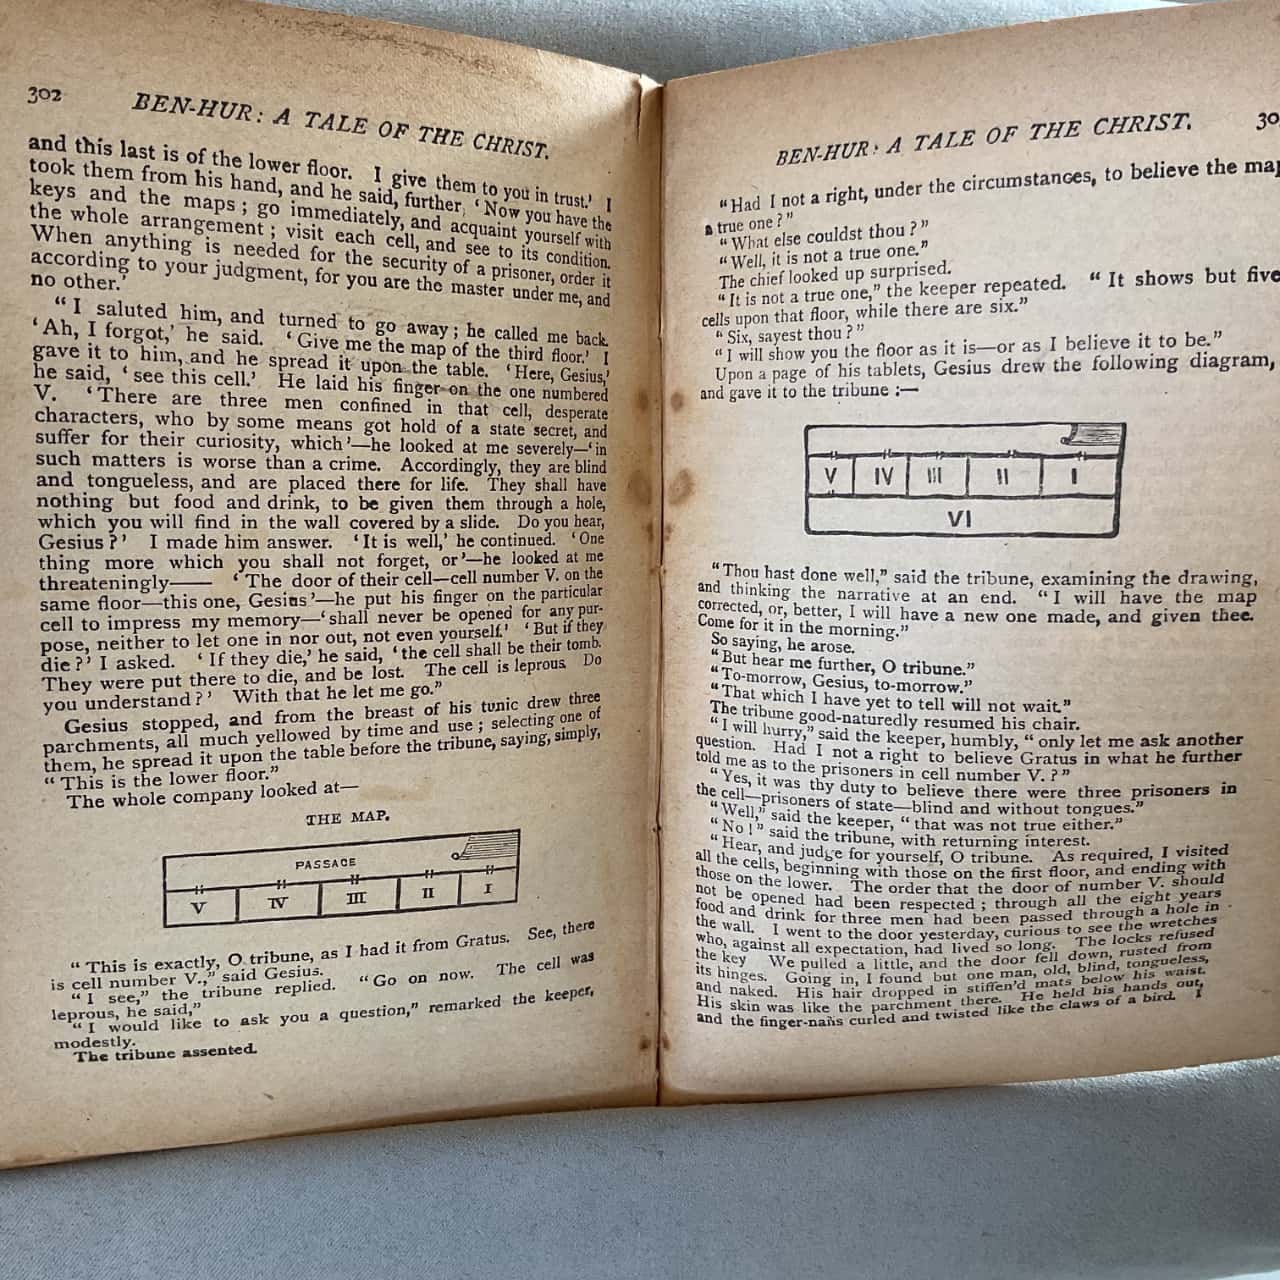 302
BEN-HUR: A TALE OF THE CHRIST.
and this last is of the lower floor. I give them to you in trust.' I
took them from his hand, and he said, further, 'Now you have the
keys and the maps; go immediately, and acquaint yourself with
the whole arrangement; visit each cell, and see to its condition.
When anything is needed for the security of a prisoner, order it
according to your judgment, for you are the master under me, and
no other.'
"I saluted him, and turned to go away; he called me back.
'Ah, I forgot,' he said. 'Give me the map of the third floor.' I
gave it to him, and he spread it upon the table. 'Here, Gesius,'
he said, 'see this cell.' He laid his finger on the one numbered
V. 'There are three men confined in that cell, desperate
characters, who by some means got hold of a state secret, and
suffer for their curiosity, which'—he looked at me severely—'in
such matters is worse than a crime. Accordingly, they are blind
and tongueless, and are placed there for life. They shall have
nothing but food and drink, to be given them through a hole,
which you will find in the wall covered by a slide. Do you hear,
Gesius?' I made him answer. 'It is well,' he continued. 'One
thing more which you shall not forget, or'—he looked at me
threateningly—— 'The door of their cell—cell number V. on the
same floor—this one, Gesius'—he put his finger on the particular
cell to impress my memory—'shall never be opened for any pur-
pose, neither to let one in nor out, not even yourself.' 'But if they
die?' I asked. 'If they die,' he said, 'the cell shall be their tomb.
They were put there to die, and be lost. The cell is leprous. Do
you understand?' With that he let me go."
Gesius stopped, and from the breast of his tunic drew three
parchments, all much yellowed by time and use; selecting one of
them, he spread it upon the table before the tribune, saying, simply,
"This is the lower floor."
The whole company looked at—
THE MAP.
PASSAGE
V IV III II I
"This is exactly, O tribune, as I had it from Gratus. See, there
is cell number V.," said Gesius.
"I see," the tribune replied. "Go on now. The cell was
leprous, he said,"
"I would like to ask you a question," remarked the keeper,
modestly.
The tribune assented.
BEN-HUR: A TALE OF THE CHRIST.
30
"Had I not a right, under the circumstances, to believe the map
a true one?"
"What else couldst thou?"
"Well, it is not a true one."
The chief looked up surprised.
"It is not a true one," the keeper repeated. "It shows but five
cells upon that floor, while there are six."
"Six, sayest thou?"
"I will show you the floor as it is—or as I believe it to be."
Upon a page of his tablets, Gesius drew the following diagram,
and gave it to the tribune:—
V IV III II I
VI
"Thou hast done well," said the tribune, examining the drawing,
and thinking the narrative at an end. "I will have the map
corrected, or, better, I will have a new one made, and given thee.
Come for it in the morning."
So saying, he arose.
"But hear me further, O tribune."
"To-morrow, Gesius, to-morrow."
"That which I have yet to tell will not wait."
The tribune good-naturedly resumed his chair.
"I will hurry," said the keeper, humbly, "only let me ask another
question. Had I not a right to believe Gratus in what he further
told me as to the prisoners in cell number V.?"
"Yes, it was thy duty to believe there were three prisoners in
the cell—prisoners of state—blind and without tongues."
"Well," said the keeper, "that was not true either."
"No!" said the tribune, with returning interest.
"Hear, and judge for yourself, O tribune. As required, I visited
all the cells, beginning with those on the first floor, and ending with
those on the lower. The order that the door of number V. should
not be opened had been respected; through all the eight years
food and drink for three men had been passed through a hole in
the wall. I went to the door yesterday, curious to see the wretches
who, against all expectation, had lived so long. The locks refused
the key We pulled a little, and the door fell down, rusted from
its hinges. Going in, I found but one man, old, blind, tongueless,
and naked. His hair dropped in stiffen'd mats below his waist.
His skin was like the parchment there. He held his hands out,
and the finger-nails curled and twisted like the claws of a bird. I